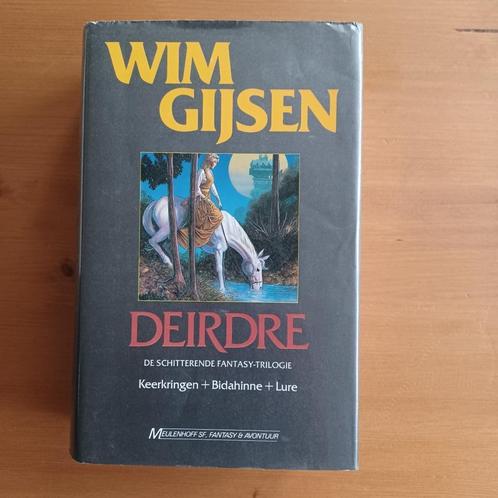 WIM
GIJSEN
DEIRDRE
DE SCHITTERENDE FANTASY-TRILOGIE
Keerkringen + Bidahinne + Lure
MEULENHOFF SF, FANTASY & AVONTUUR